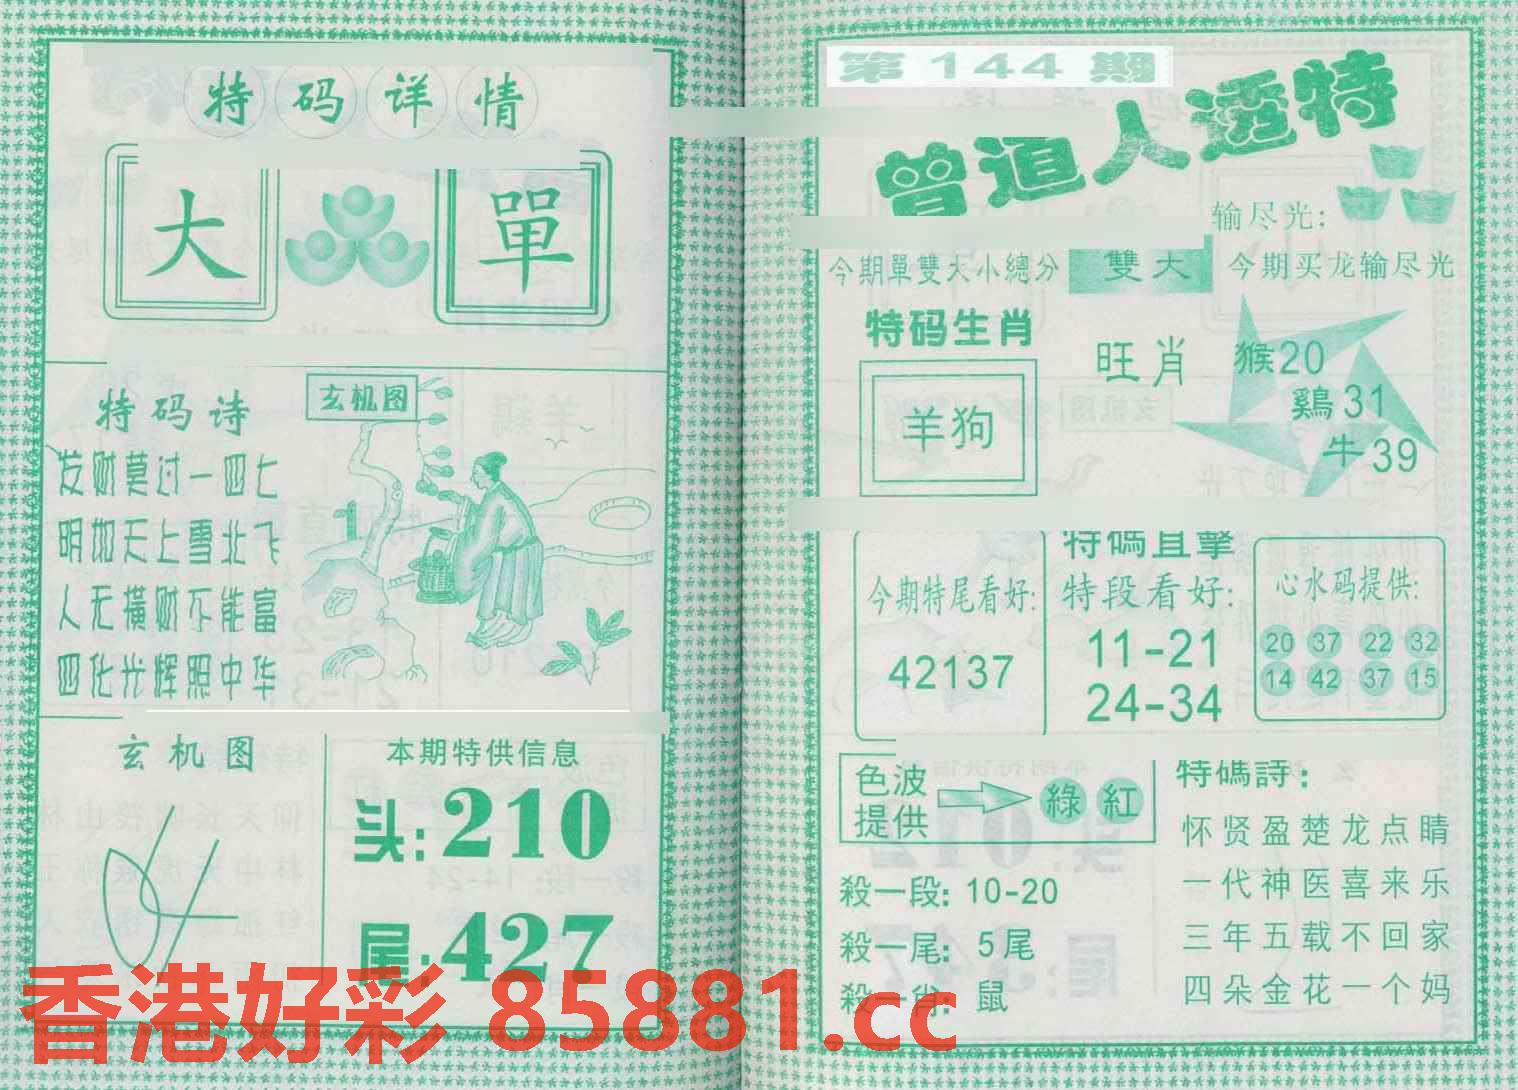 特码详情
大 單
特码诗
玄机图
发财莫过一四七
明如天上雪北飞
人无横财不能富
四化光辉照中华
玄机图
本期特供信息
头:210
尾:427
第144期
曾道人透特
输尽光:
今期單雙大小總分 雙大 今期买龙输尽光
特码生肖
羊狗
旺肖
猴20
鷄31
牛39
今期特尾看好:
42137
特碼直擊
特段看好:
11-21
24-34
心水码提供:
20 37 22 32
14 42 37 15
色波
提供
綠 紅
殺一段: 10-20
殺一尾: 5尾
殺一肖: 鼠
特碼詩:
怀贤盈楚龙点睛
一代神医喜来乐
三年五载不回家
四朵金花一个妈
香港好彩 85881.cc